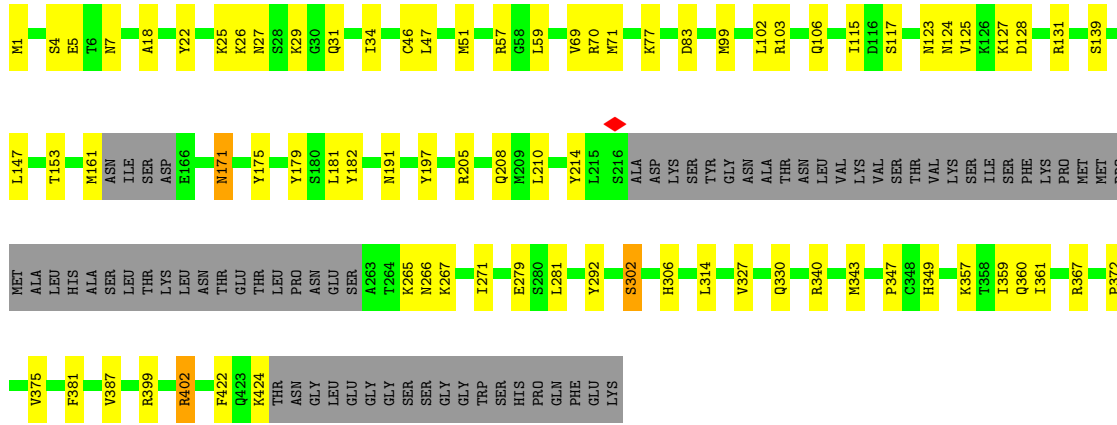 M1 S4 E5 T6 N7 A18 Y22 K25 K26 N27 S28 K29 G30 Q31 I34 C46 L47 M51 R57 G58 L59 V69 R70 M71 K77 D83 M99 L102 R103 Q106 I115 D116 S117 N123 N124 V125 K126 K127 D128 R131 S139
L147 T153 M161 ASN ILE SER ASP E166 N171 Y175 Y179 S180 L181 Y182 N191 Y197 R205 Q208 M209 L210 Y214 L215 S216 ALA ASP LYS SER TYR GLY ASN ALA THR ASN LEU VAL LYS VAL SER THR VAL LYS SER ILE SER PHE LYS PRO MET MET
MET ALA LEU HIS ALA SER LEU THR LYS LEU ASN THR GLU THR LEU PRO ASN GLU SER A263 T264 K265 N266 K267 I271 E279 S280 L281 Y292 S302 H306 L314 V327 Q330 R340 M343 P347 C348 H349 K357 T358 I359 Q360 I361 R367 P372
V375 F381 V387 R399 R402 F422 Q423 K424 THR ASN GLY LEU GLU GLY GLY SER SER GLY GLY TRP SER HIS PRO GLN PHE GLU LYS